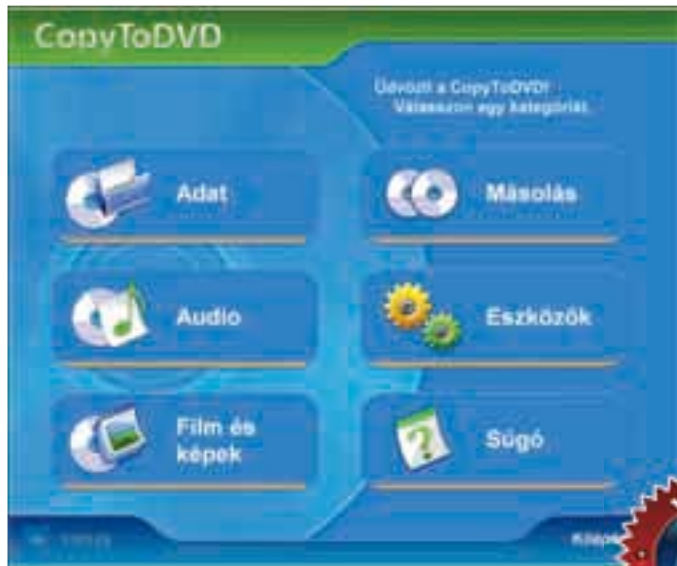 CopyToDVD
Üdvözli a CopyToDVD!
Válasszon egy kategóriát.
Adat
Másolás
Audio
Eszközök
Film és
képek
Súgó